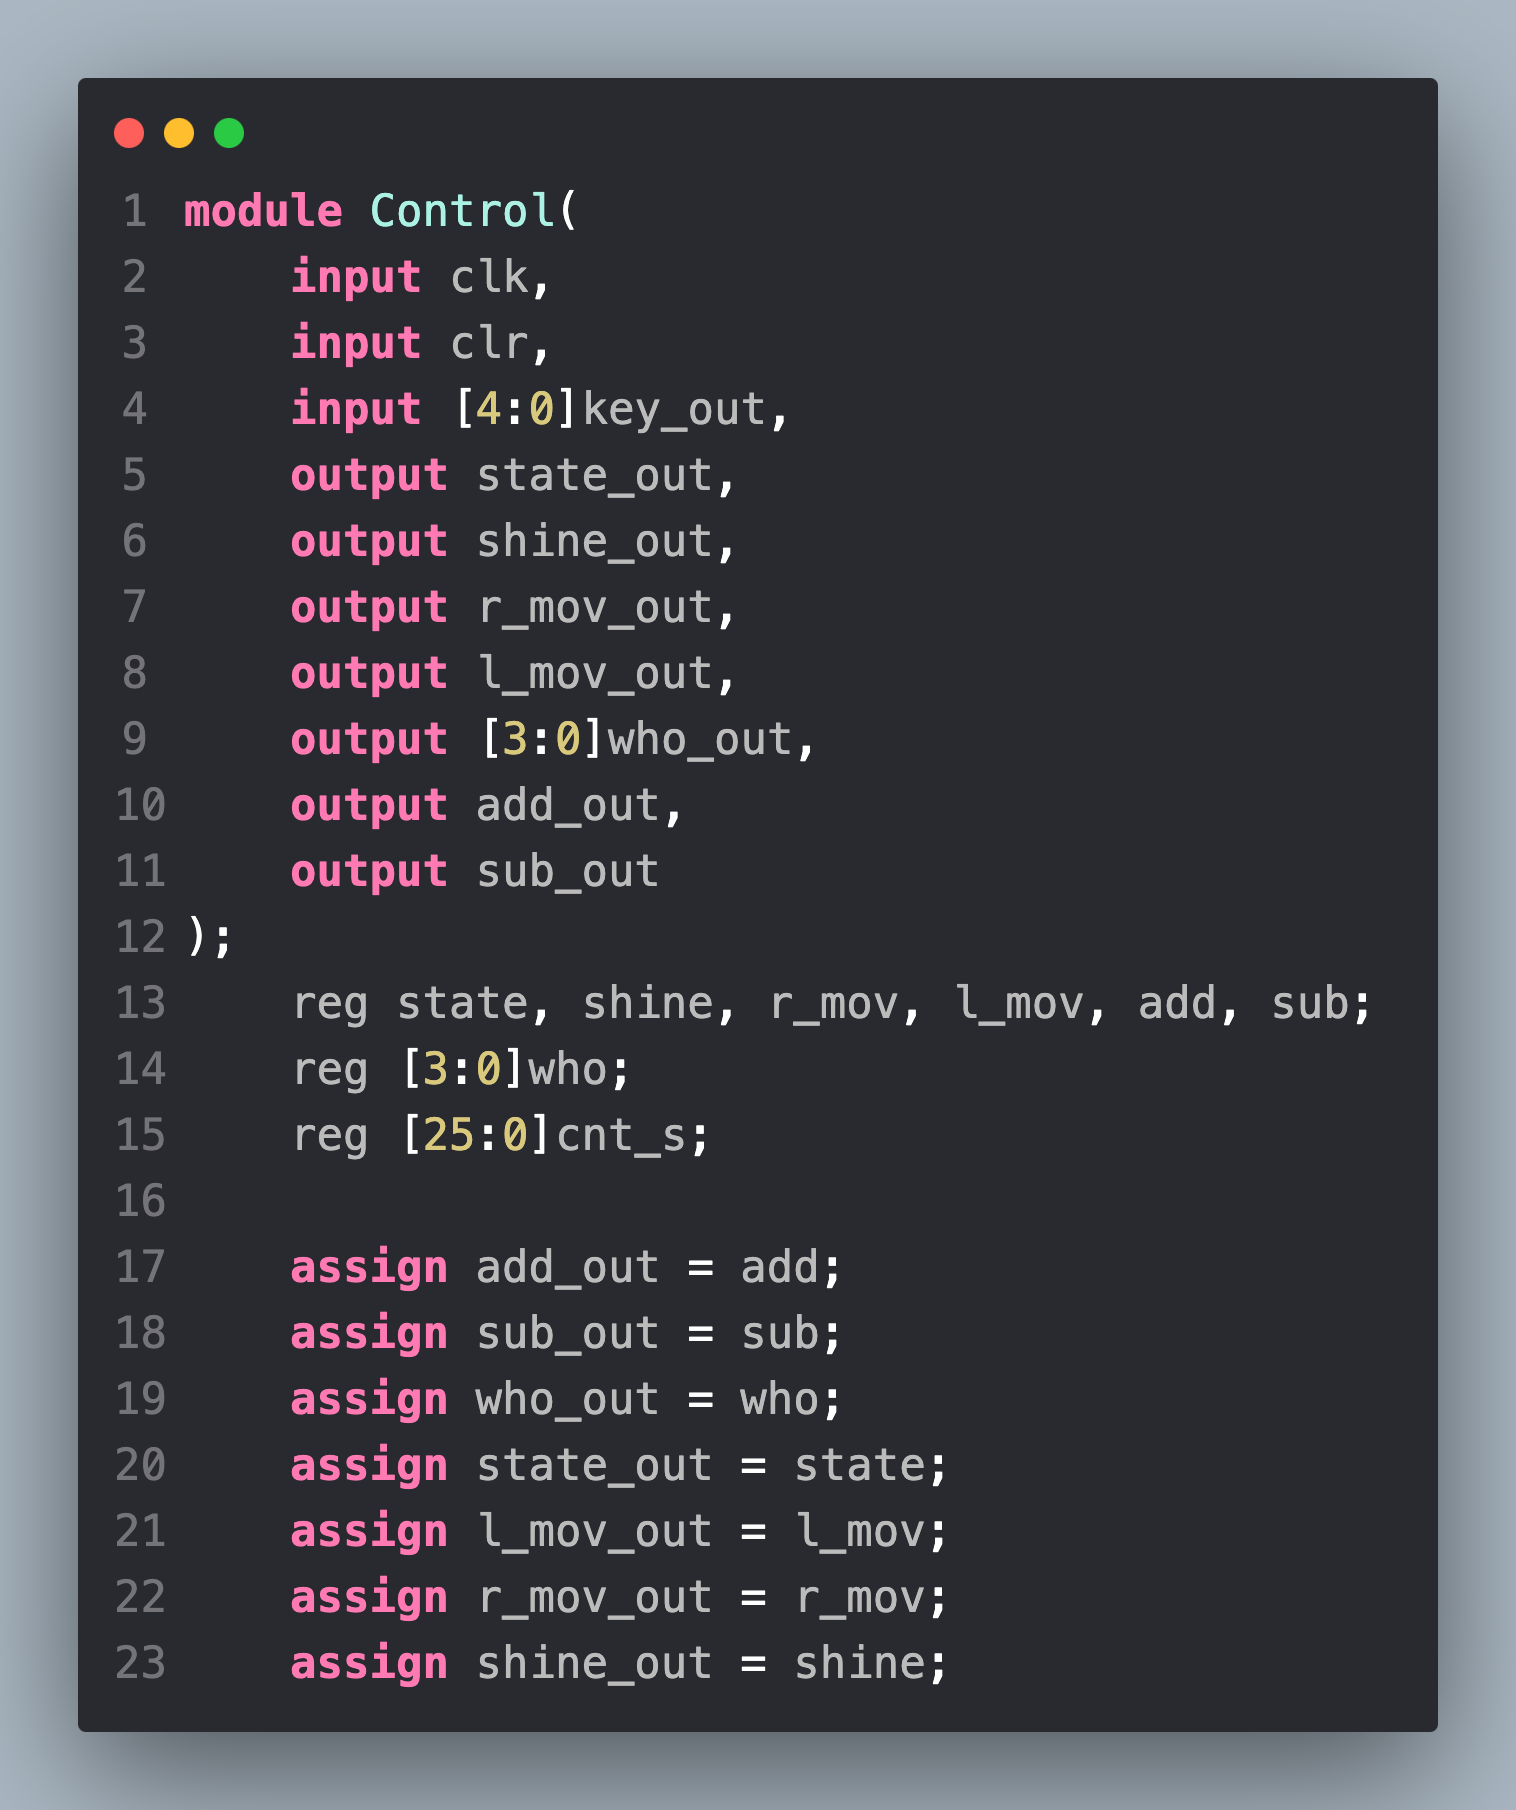 1 module Control(
2     input clk,
3     input clr,
4     input [4:0]key_out,
5     output state_out,
6     output shine_out,
7     output r_mov_out,
8     output l_mov_out,
9     output [3:0]who_out,
10     output add_out,
11     output sub_out
12 );
13     reg state, shine, r_mov, l_mov, add, sub;
14     reg [3:0]who;
15     reg [25:0]cnt_s;
16
17     assign add_out = add;
18     assign sub_out = sub;
19     assign who_out = who;
20     assign state_out = state;
21     assign l_mov_out = l_mov;
22     assign r_mov_out = r_mov;
23     assign shine_out = shine;